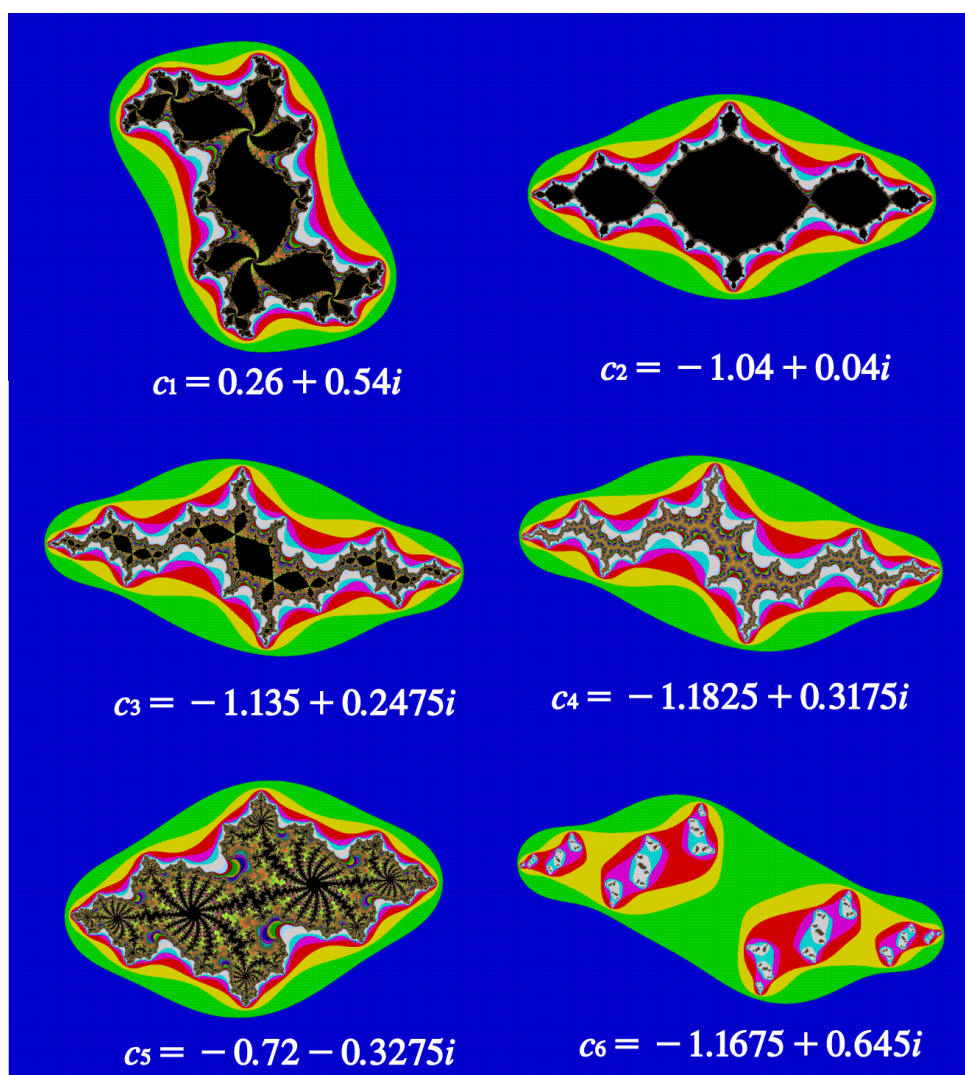 c₁ = 0.26 + 0.54i
c₂ = −1.04 + 0.04i
c₃ = −1.135 + 0.2475i
c₄ = −1.1825 + 0.3175i
c₅ = −0.72 − 0.3275i
c₆ = −1.1675 + 0.645i